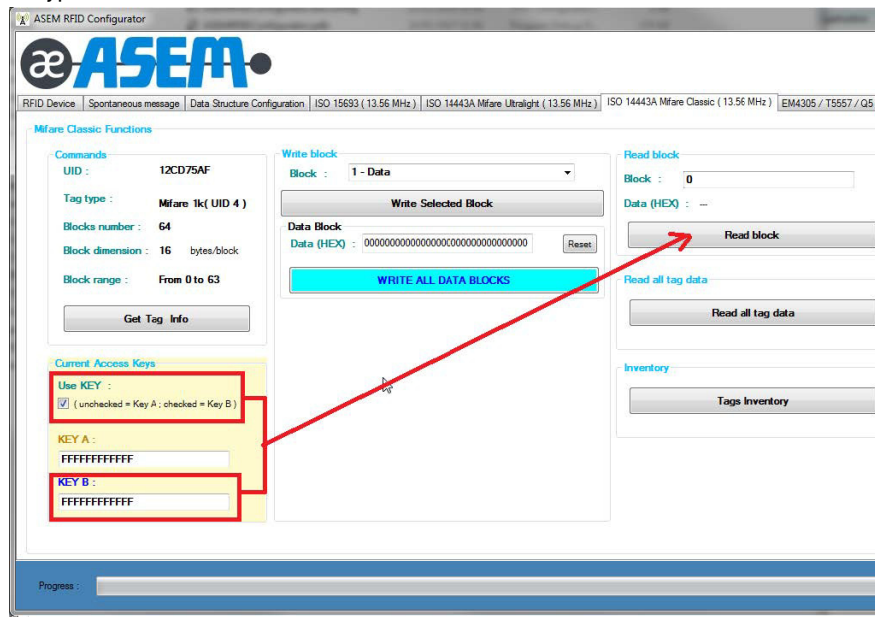 ASEM RFID Configurator
æ ASEM
RFID Device Spontaneous message Data Structure Configuration ISO 15693 ( 13.56 MHz ) ISO 14443A Mifare Ultralight ( 13.56 MHz ) ISO 14443A Mifare Classic ( 13.56 MHz ) EM4305 / T5557 / Q5
Mifare Classic Functions
Commands
UID : 12CD75AF
Tag type : Mifare 1k( UID 4 )
Blocks number : 64
Block dimension : 16 bytes/block
Block range : From 0 to 63
Get Tag Info
Current Access Keys
Use KEY :
( unchecked = Key A ; checked = Key B )
KEY A :
FFFFFFFFFFFF
KEY B :
FFFFFFFFFFFF
Write block
Block : 1 - Data
Write Selected Block
Data Block
Data (HEX) : 00000000000000000000000000000000 Reset
WRITE ALL DATA BLOCKS
Read block
Block : 0
Data (HEX) : --
Read block
Read all tag data
Read all tag data
Inventory
Tags Inventory
Progress :